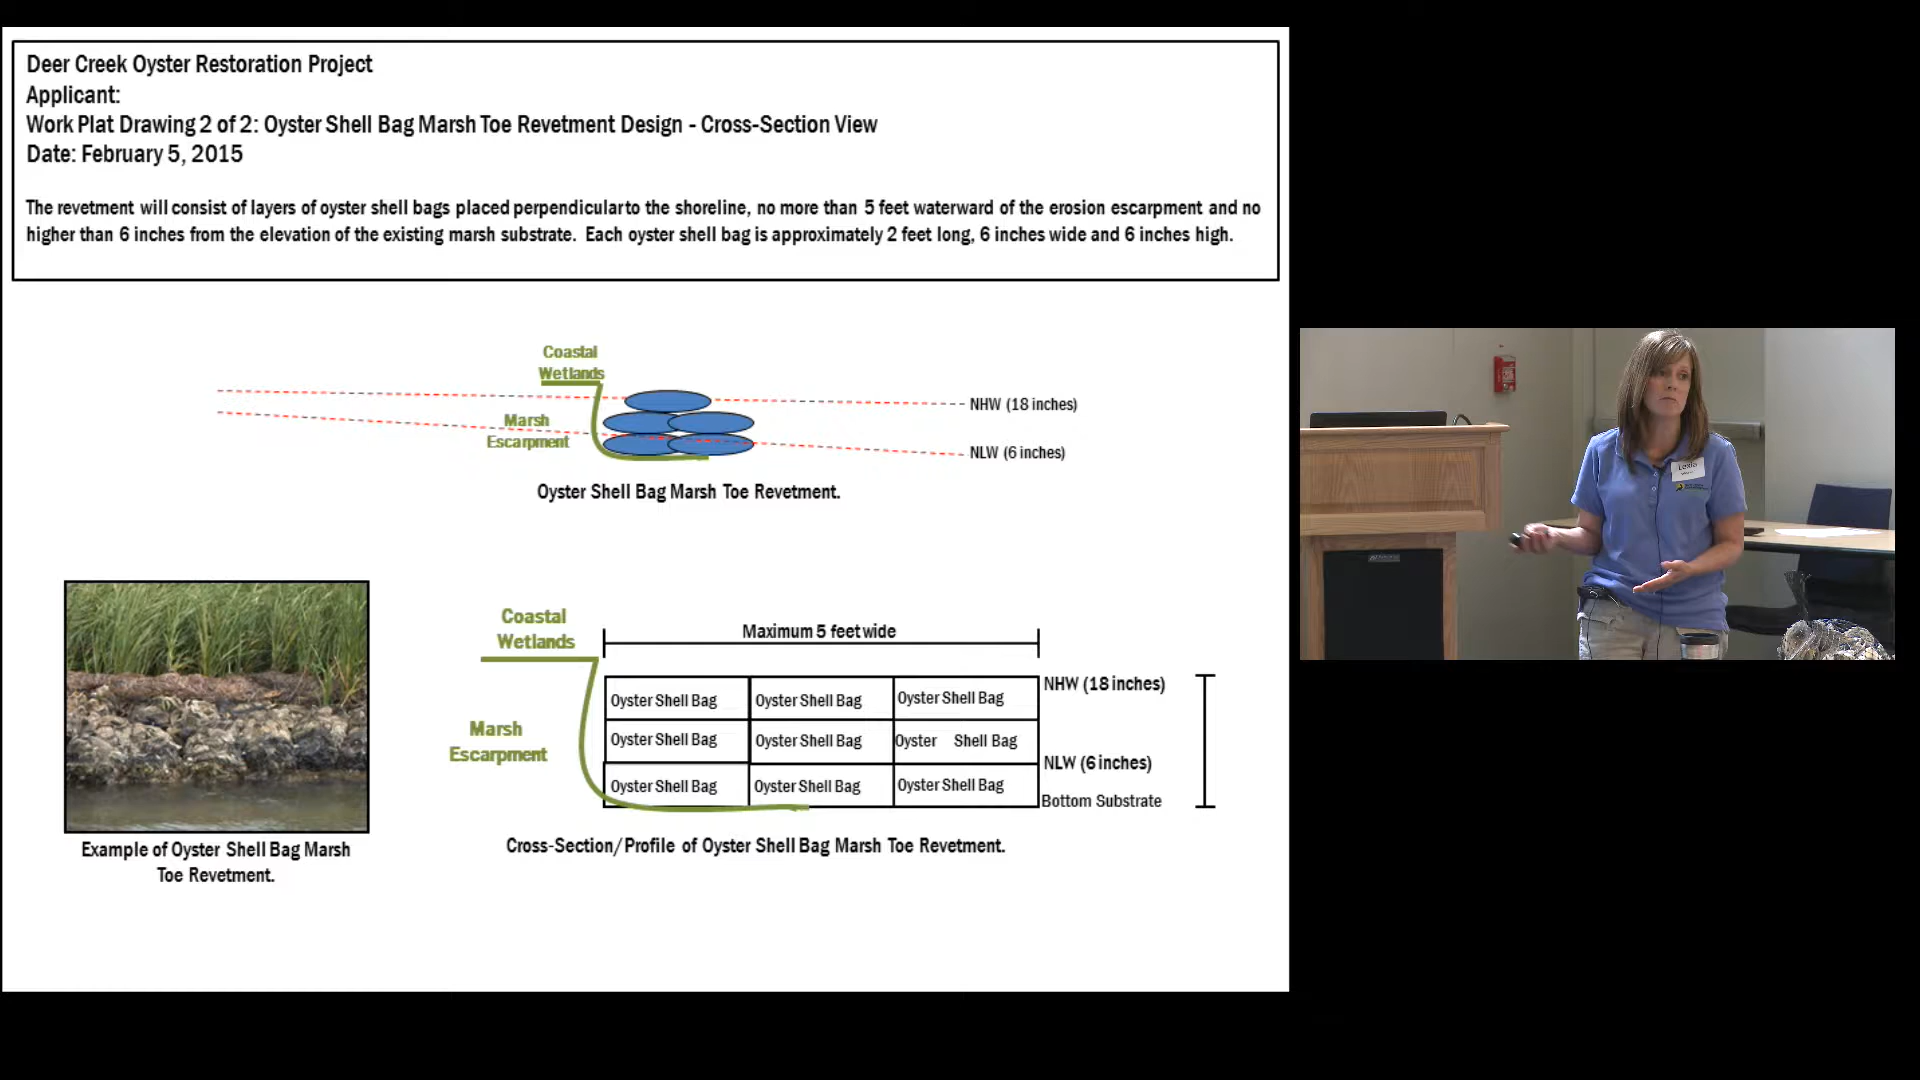 Deer Creek Oyster Restoration Project
Applicant:
Work Plat Drawing 2 of 2: Oyster Shell Bag Marsh Toe Revetment Design - Cross-Section View
Date: February 5, 2015
The revetment will consist of layers of oyster shell bags placed perpendicular to the shoreline, no more than 5 feet waterward of the erosion escarpment and no
higher than 6 inches from the elevation of the existing marsh substrate. Each oyster shell bag is approximately 2 feet long, 6 inches wide and 6 inches high.
Coastal
Wetlands
Marsh
Escarpment
NHW (18 inches)
NLW (6 inches)
Oyster Shell Bag Marsh Toe Revetment.
Example of Oyster Shell Bag Marsh
Toe Revetment.
Coastal
Wetlands
Marsh
Escarpment
Maximum 5 feet wide
Oyster Shell Bag Oyster Shell Bag Oyster Shell Bag
Oyster Shell Bag Oyster Shell Bag Oyster Shell Bag
Oyster Shell Bag Oyster Shell Bag Oyster Shell Bag
NHW (18 inches)
NLW (6 inches)
Bottom Substrate
Cross-Section/Profile of Oyster Shell Bag Marsh Toe Revetment.